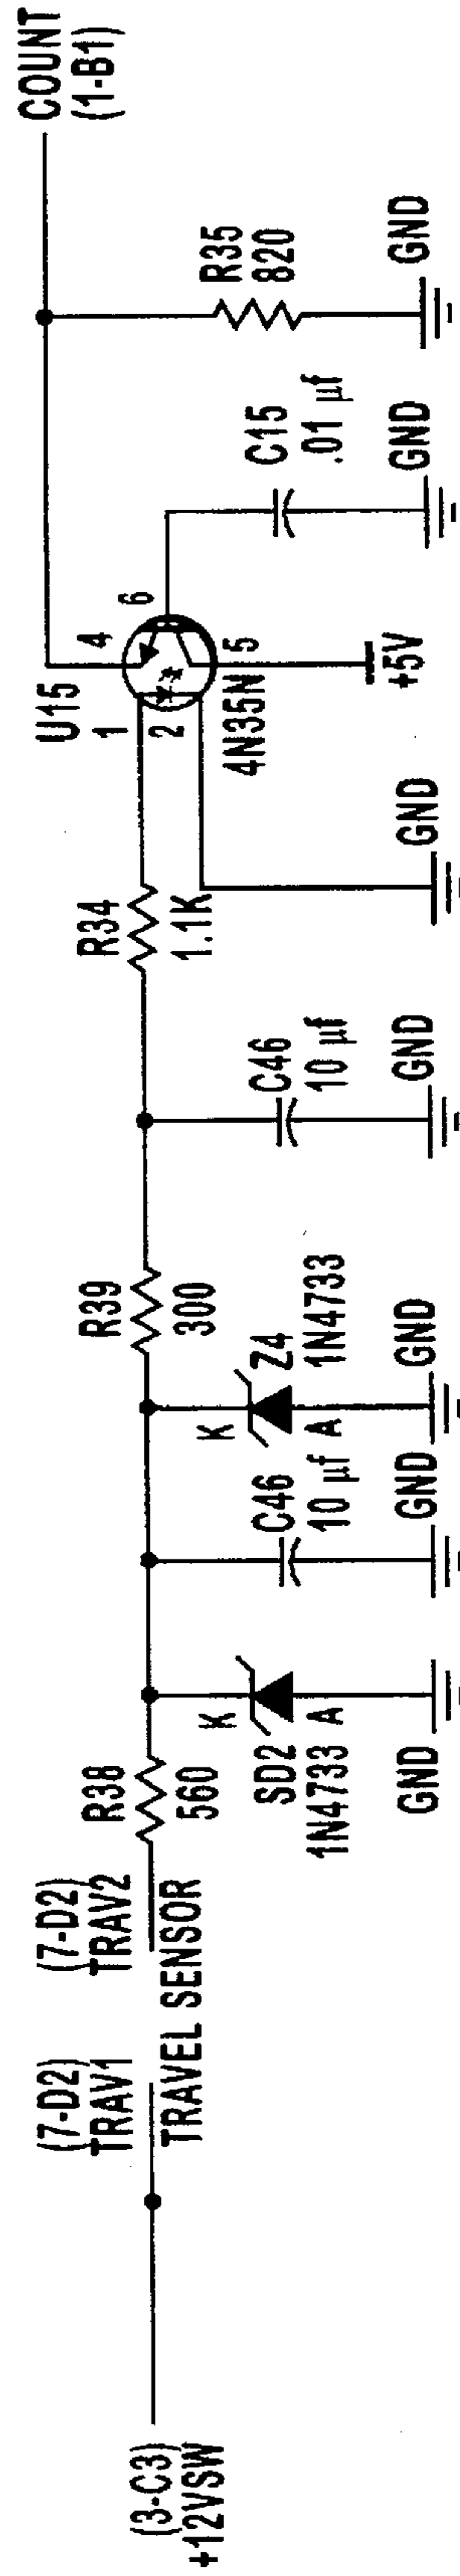 (3-C3)
+12VSW
(7-D2)
TRAV1
(7-D2)
TRAV2
TRAVEL SENSOR
R38
560
SD2
1N4733
K
A
GND
C46
10 µf
GND
K
A
Z4
1N4733
GND
R39
300
C46
10 µf
GND
R34
1.1K
GND
U15
1
2
4
5
6
4N35N
+5V
C15
.01 µf
GND
R35
820
GND
COUNT
(1-B1)